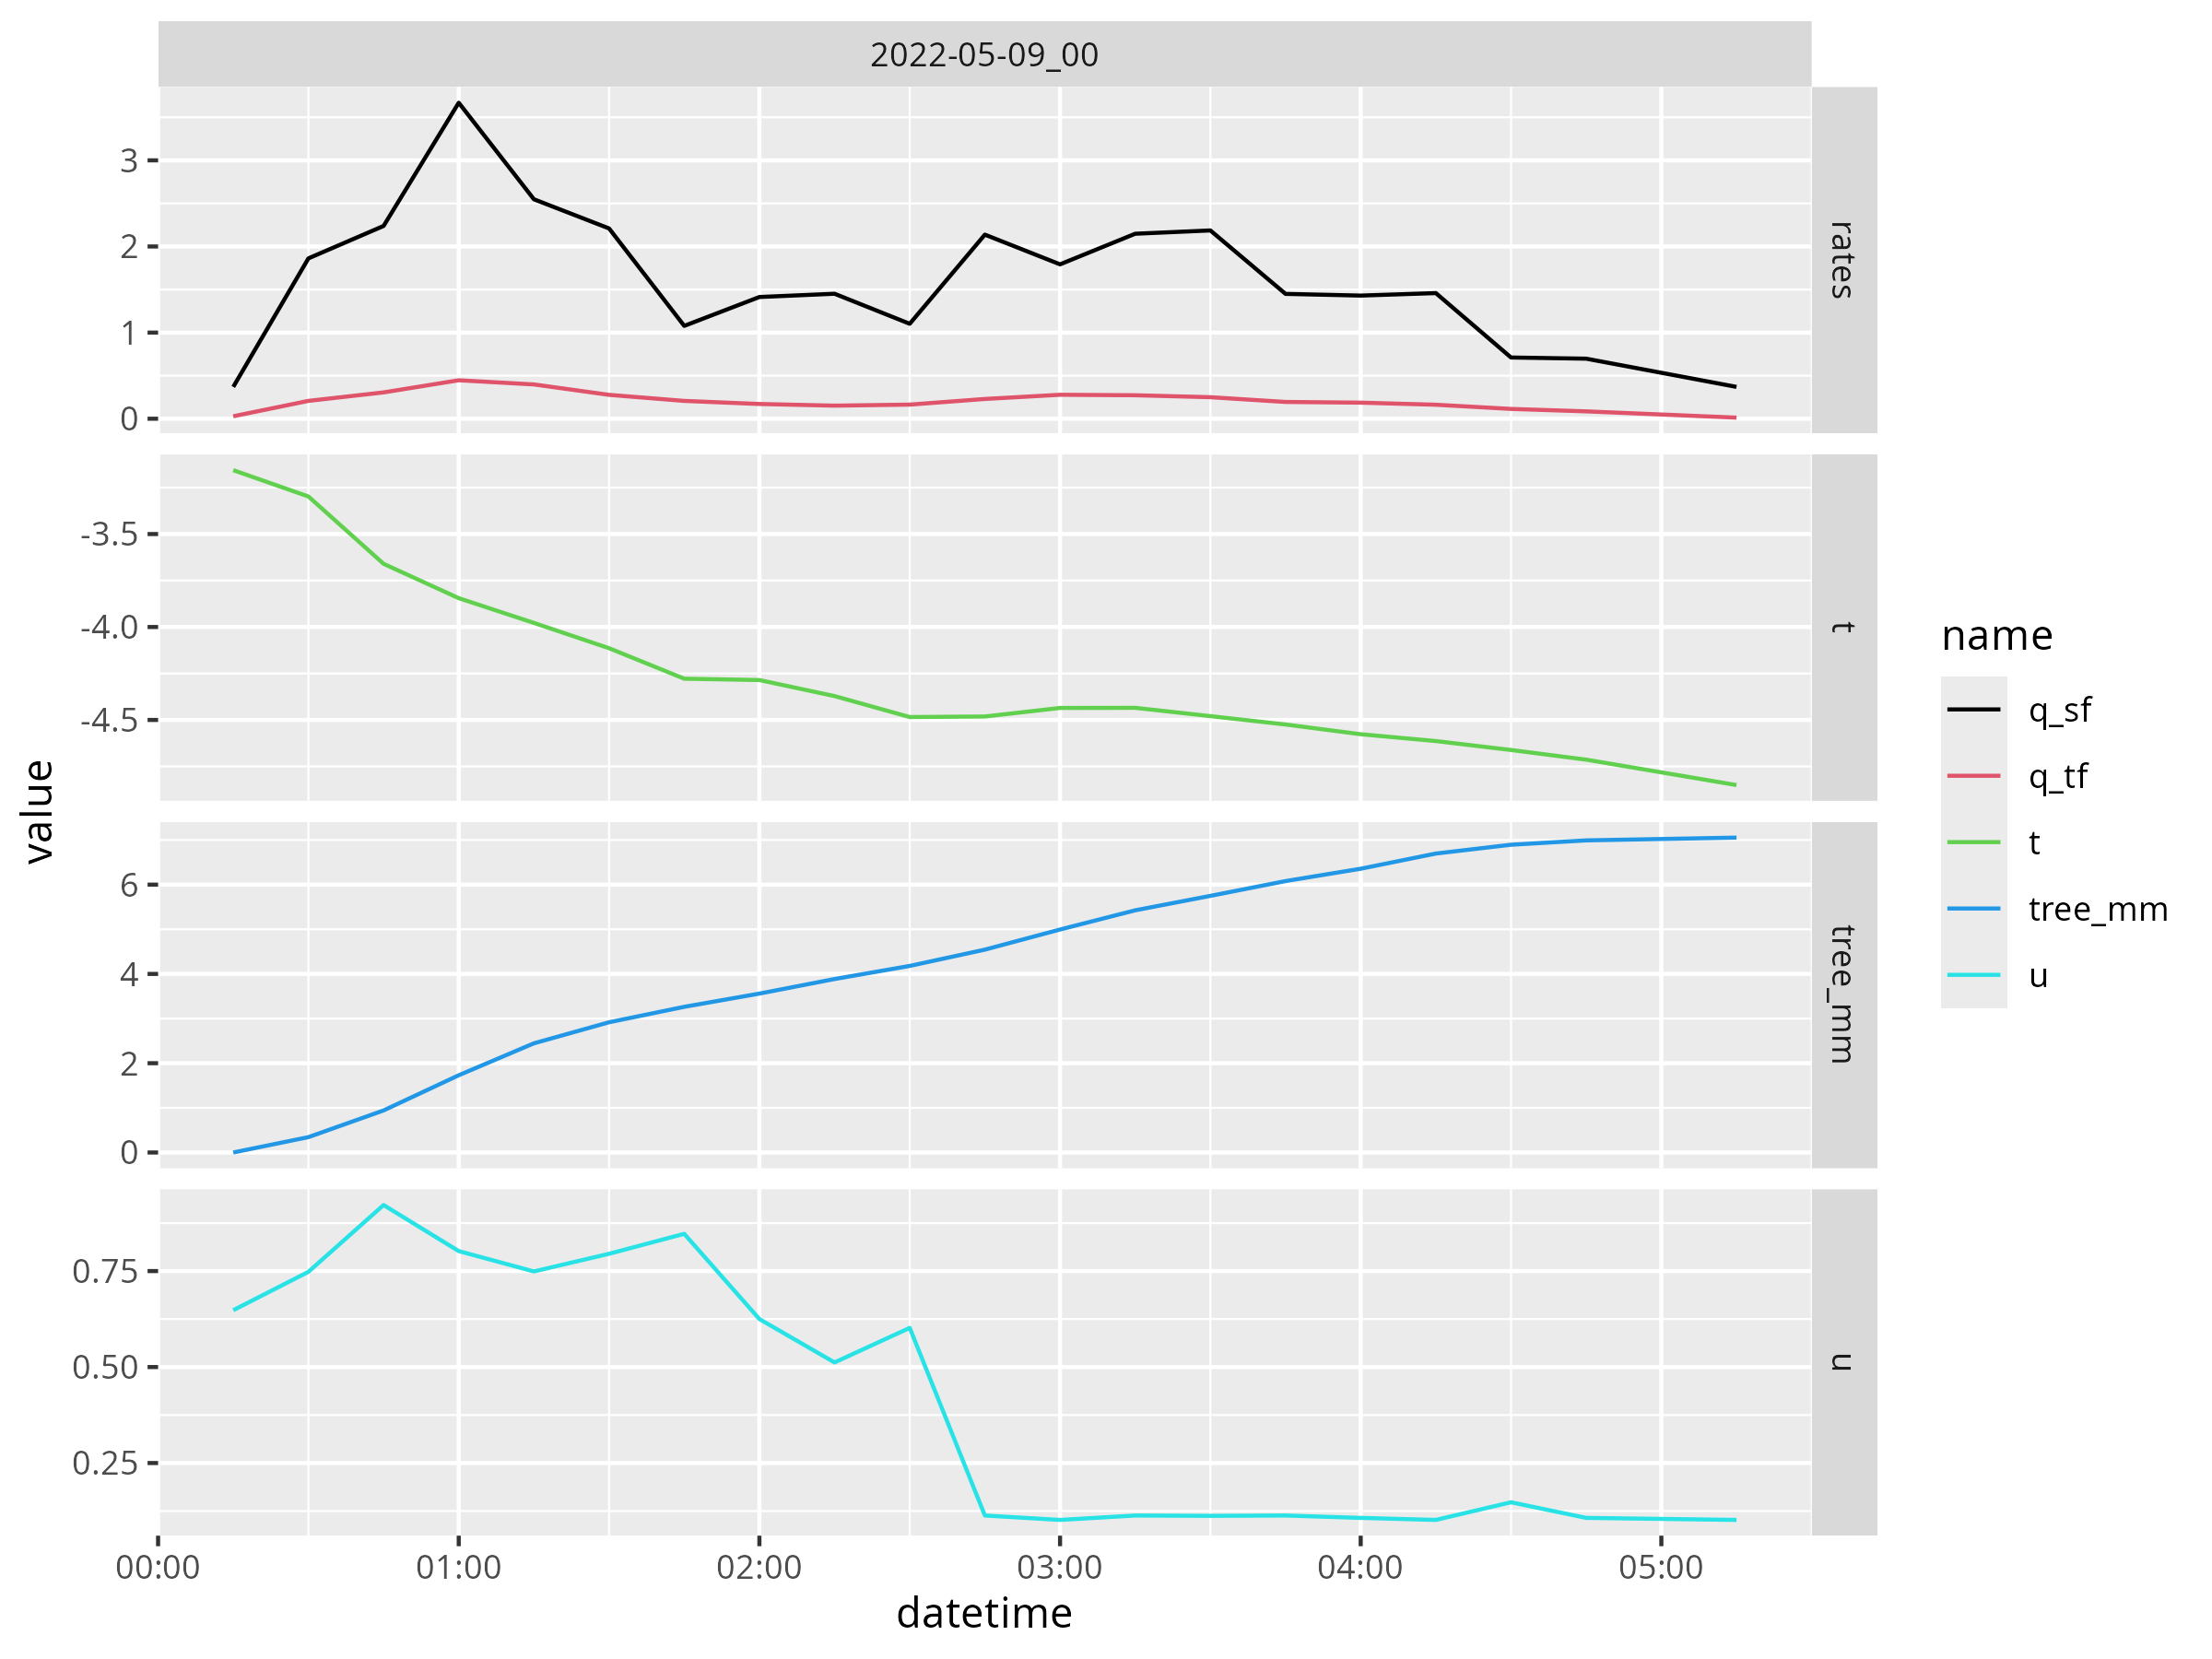 2022-05-09_00
3
2
1
0
rates
-3.5
-4.0
-4.5
t
6
4
2
0
tree_mm
0.75
0.50
0.25
u
00:00 01:00 02:00 03:00 04:00 05:00
datetime
value
name
q_sf
q_tf
t
tree_mm
u